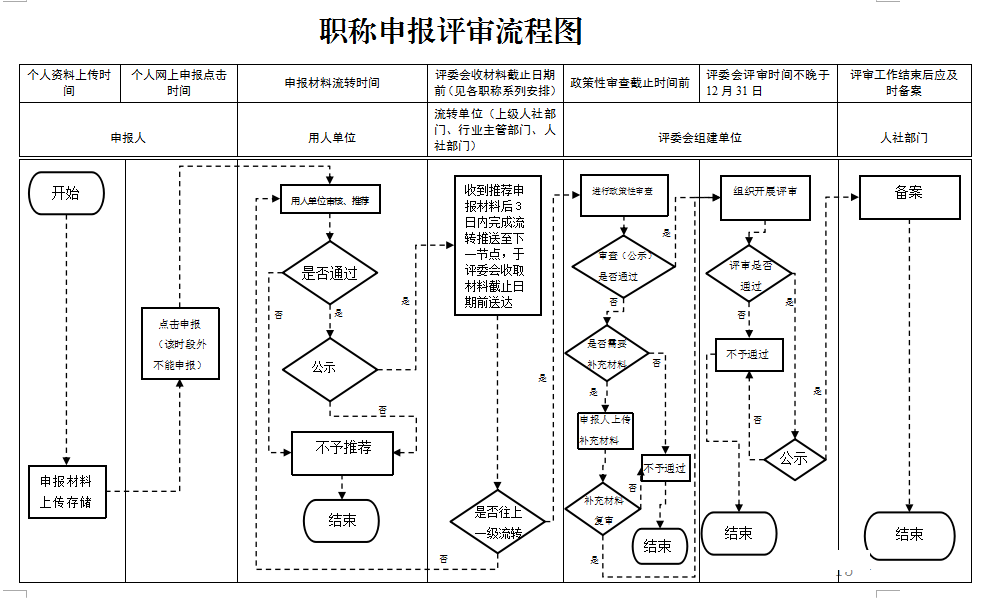 职称申报评审流程图
个人资料上传时
间
个人网上申报点击
时间
申报材料流转时间
评委会收材料截止日期
前（见各职称系列安排）
政策性审查截止时间前
评委会评审时间不晚于
12月31日
评审工作结束后应及
时备案
申报人
用人单位
流转单位（上级人社部
门、行业主管部门、人
社部门）
评委会组建单位
人社部门
开始
申报材料
上传存储
点击申报
（该时段外
不能申报）
用人单位审核、推荐
是否通过
否
是
公示
是
否
不予推荐
结束
收到推荐申
报材料后3
日内完成流
转推送至下
一节点，于
评委会收取
材料截止日
期前送达
是否往上
一级流转
否
是
进行政策性审查
审查（公示）
是否通过
是
否
是否需要
补充材料
是
否
申报人上传
补充材料
补充材料
复审
否
是
不予通过
结束
组织开展评审
评审是否
通过
否
是
不予通过
否
公示
是
结束
备案
结束